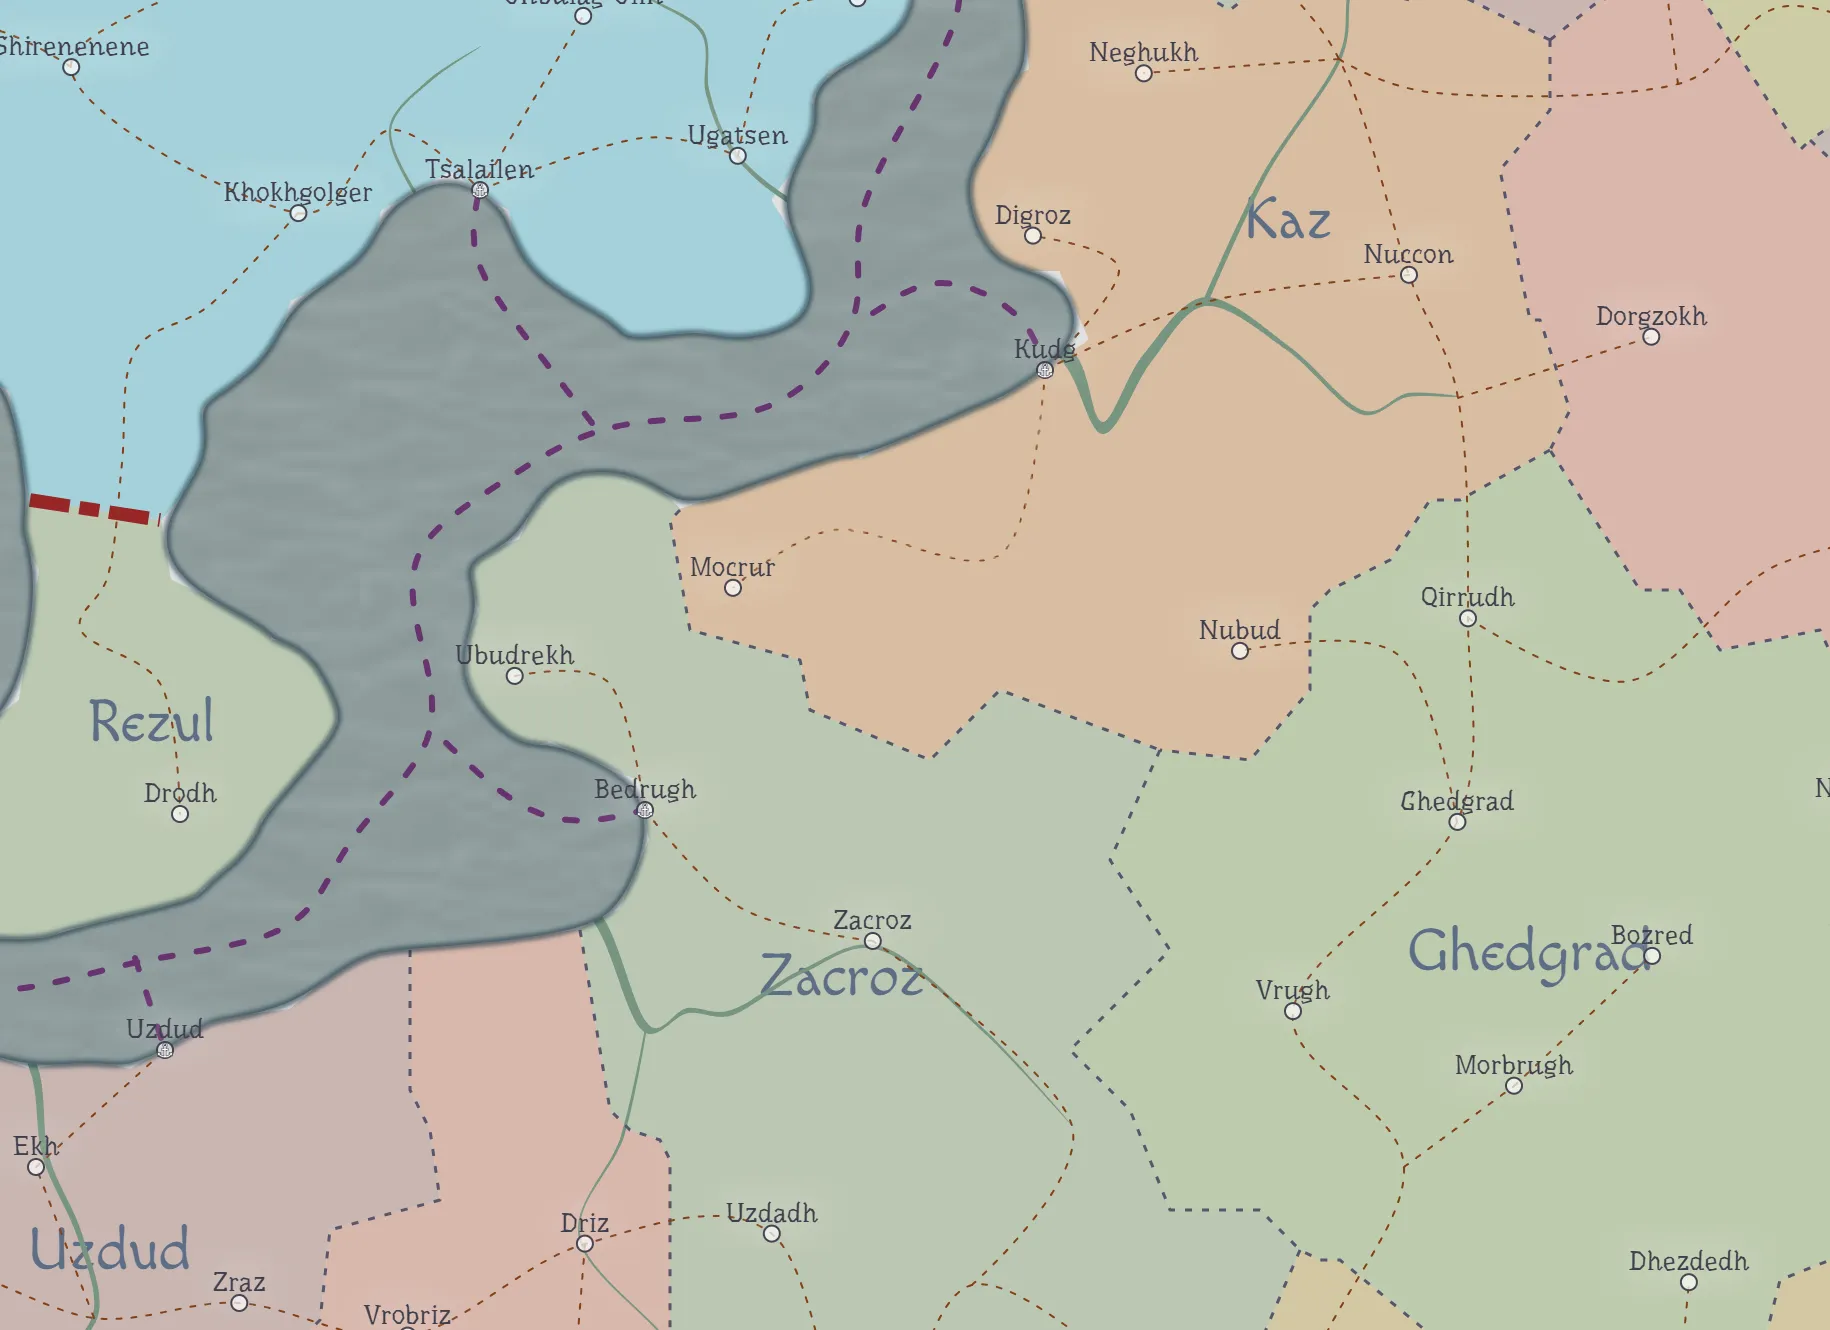 Shirenenene
Neghukh
Ugatsen
Tsalailen
Khokhgolger
Digroz
Kaz
Nuccon
Dorgzokh
Kudg
Mocrur
Qirrudh
Nubud
Ubudrekh
Rezul
Drodh
Bedrugh
Ghedgrad
N
Zacroz
Zacroz
Ghedgrad
Bozred
Vrugh
Uzdud
Morbrugh
Ekh
Uzdud
Driz
Uzdadh
Zraz
Vrobriz
Dhezdedh